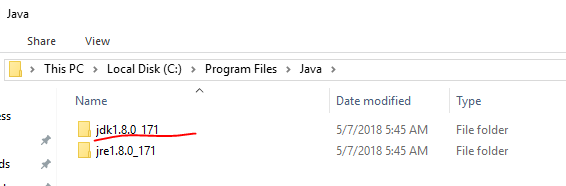 Java
Share View
This PC > Local Disk (C:) > Program Files > Java >
Name Date modified Type
ess
jdk1.8.0_171 5/7/2018 5:45 AM File folder
jre1.8.0_171 5/7/2018 5:45 AM File folder
ds